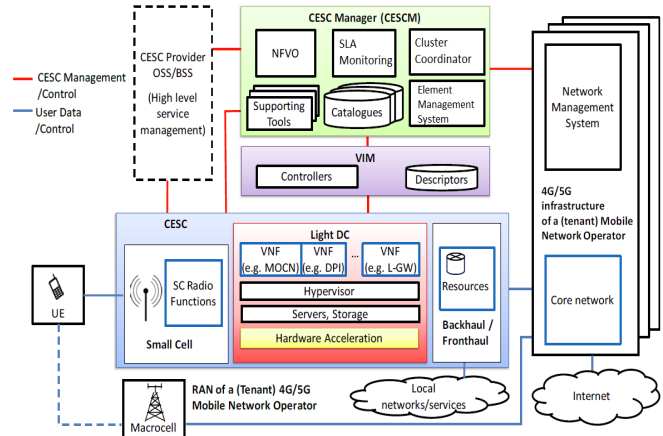 CESC Manager (CESCM)
CESC Provider
OSS/BSS
(High level
service
management)
NFVO
SLA
Monitoring
Cluster
Coordinator
CESC Management
/Control
User Data
/Control
Supporting
Tools
Catalogues
Element
Management
System
Network
Management
System
VIM
Controllers
Descriptors
4G/5G
infrastructure
of a (tenant) Mobile
Network Operator
CESC
Light DC
VNF
(e.g. MOCN)
VNF
(e.g. DPI)
...
VNF
(e.g. L-GW)
SC Radio
Functions
Hypervisor
Resources
Core network
UE
Servers, Storage
Small Cell
Hardware Acceleration
Backhaul /
Fronthaul
RAN of a (Tenant) 4G/5G
Mobile Network Operator
Macrocell
Local
networks/services
Internet